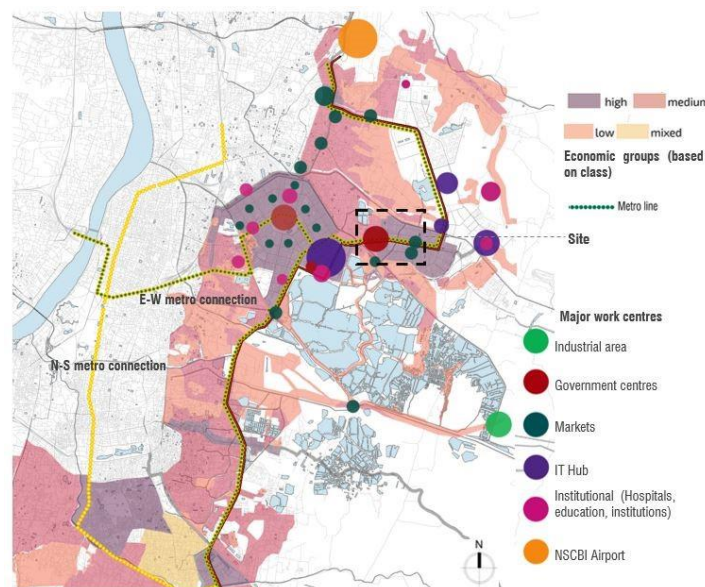 high
medium
low
mixed
Economic groups (based
on class)
Metro line
Site
E-W metro connection
N-S metro connection
Major work centres
Industrial area
Government centres
Markets
IT Hub
Institutional (Hospitals,
education, institutions)
N
NSCBI Airport